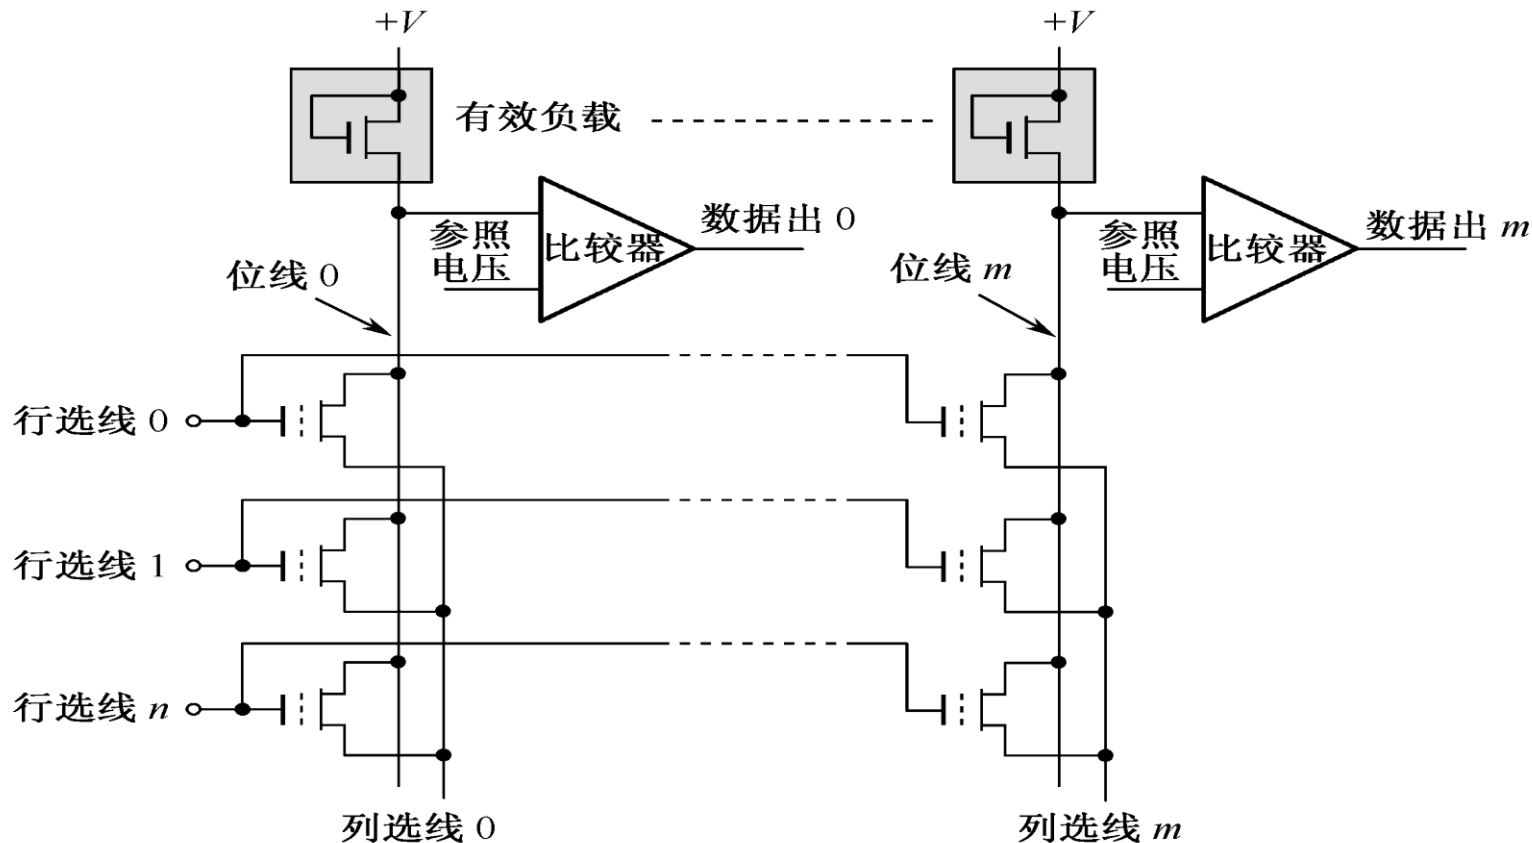 +V
+V
有效负载
数据出 0
数据出 m
参照
电压
比较器
参照
电压
比较器
位线 0
位线 m
行选线 0
行选线 1
行选线 n
列选线 0
列选线 m